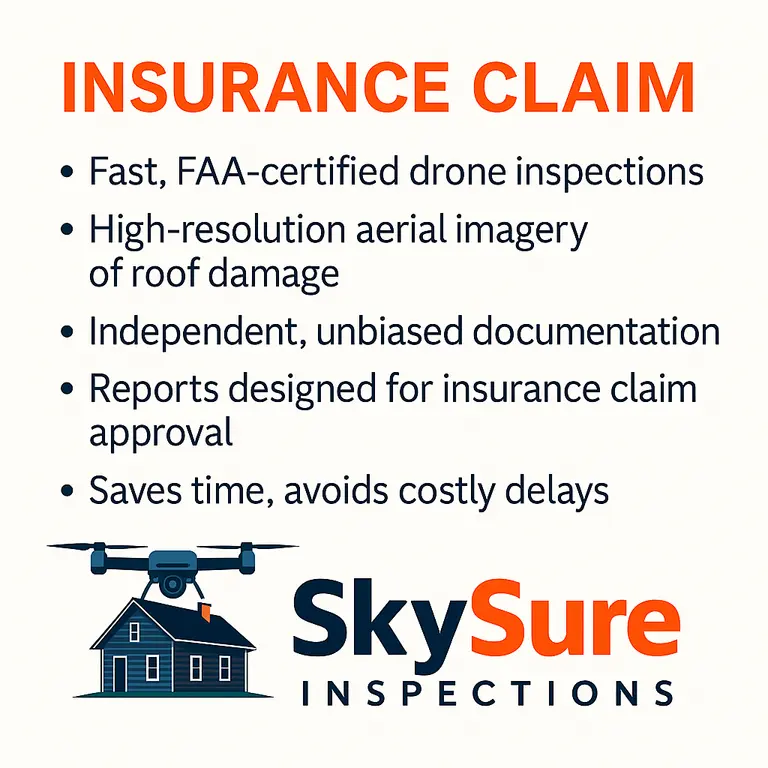 INSURANCE CLAIM
• Fast, FAA-certified drone inspections
• High-resolution aerial imagery
of roof damage
• Independent, unbiased documentation
• Reports designed for insurance claim
approval
• Saves time, avoids costly delays
SkySure
INSPECTIONS